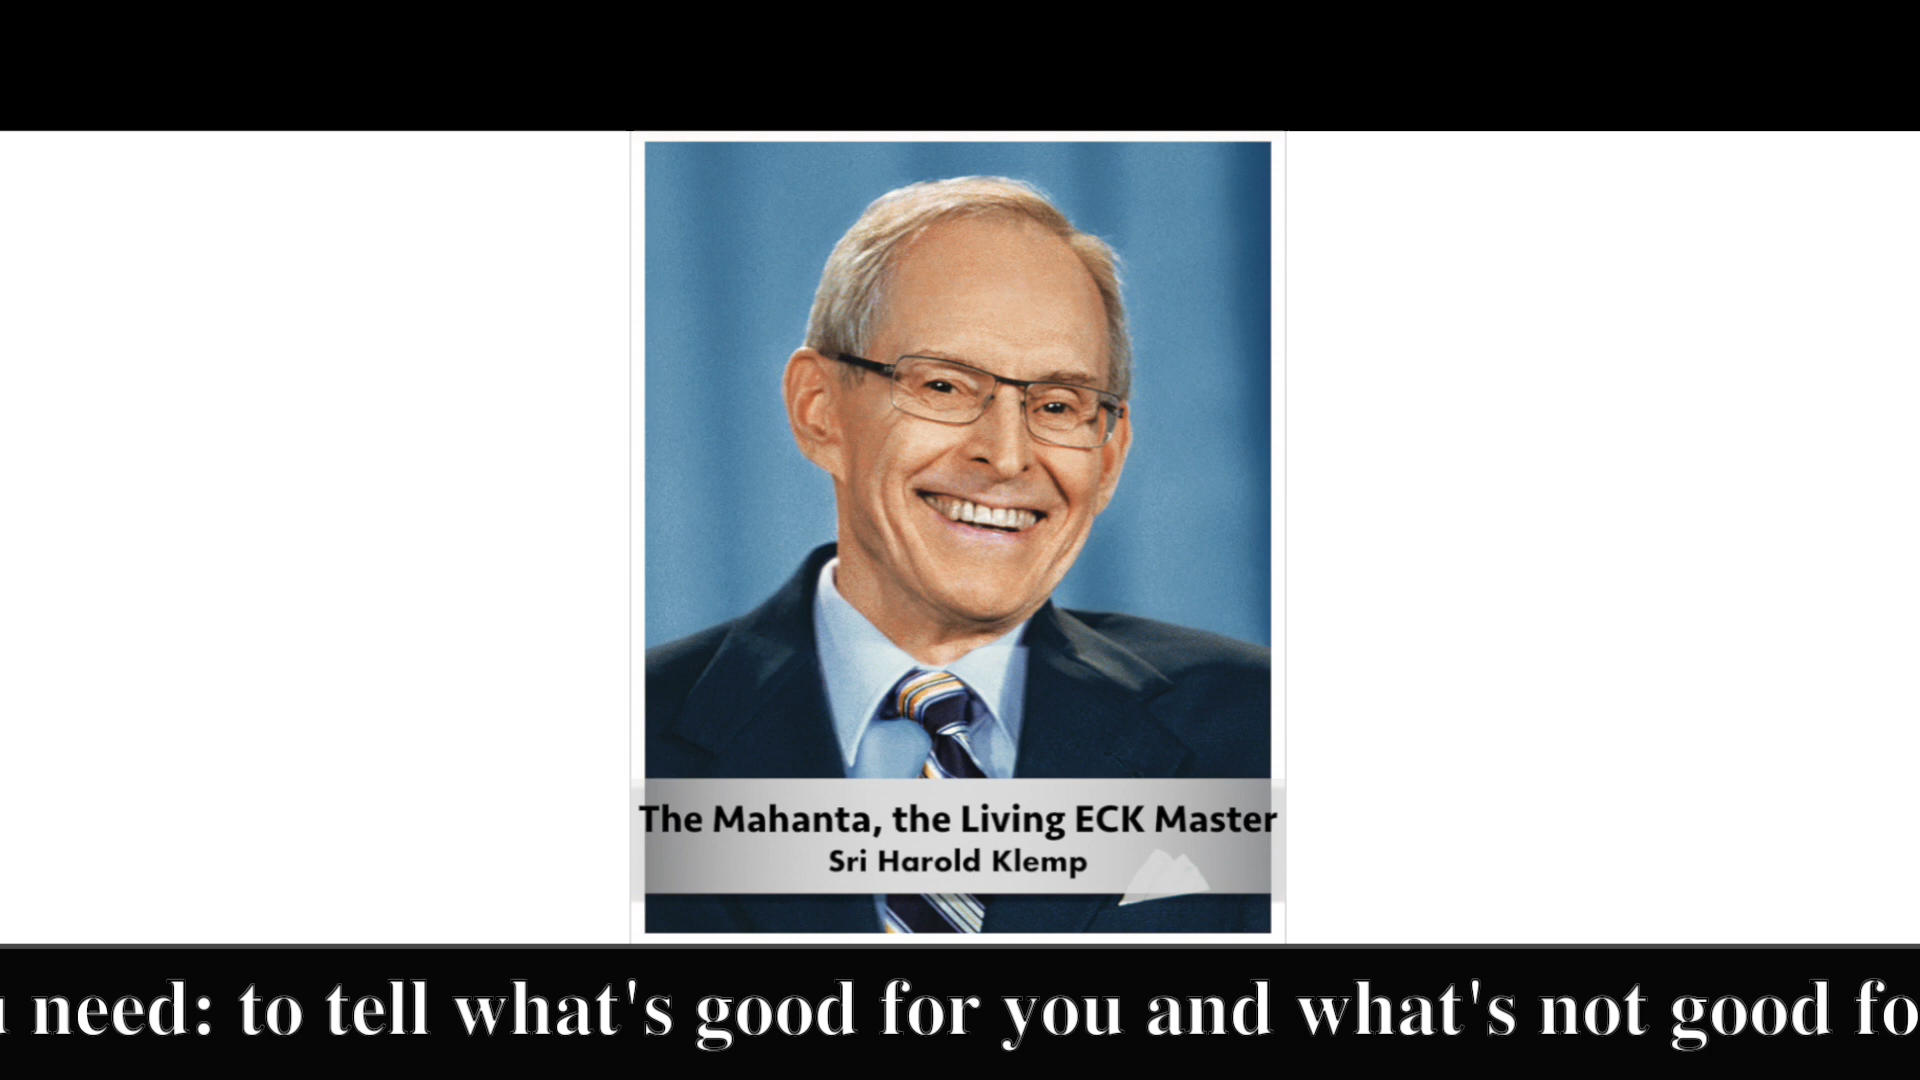 The Mahanta, the Living ECK Master
Sri Harold Klemp
need: to tell what's good for you and what's not good